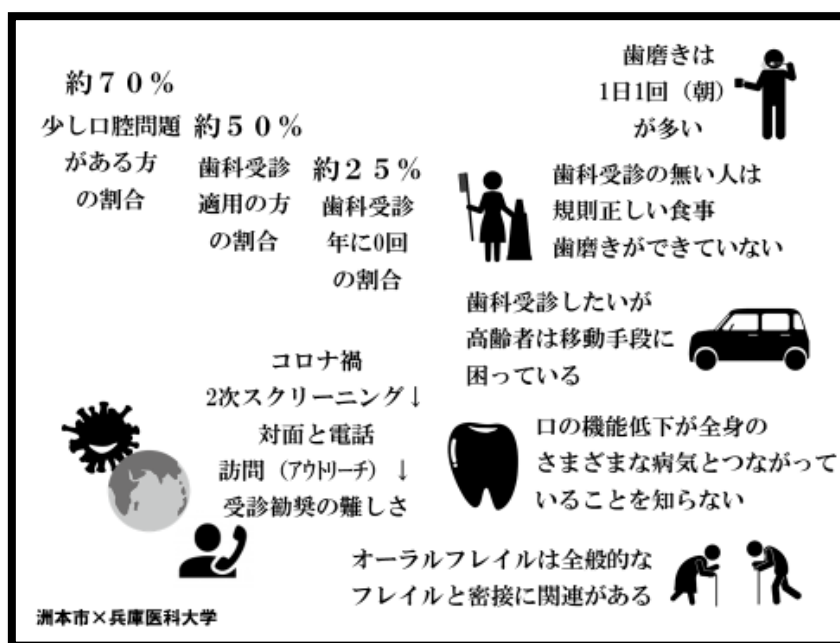 約７０%
少し口腔問題
がある方
の割合
約５０%
歯科受診
適用の方
の割合
約２５%
歯科受診
年に0回
の割合
歯磨きは
1日1回（朝）
が多い
歯科受診の無い人は
規則正しい食事
歯磨きができていない
歯科受診したいが
高齢者は移動手段に
困っている
コロナ禍
2次スクリーニング↓
対面と電話
訪問（アウトリーチ）↓
受診勧奨の難しさ
口の機能低下が全身の
さまざまな病気とつながって
いることを知らない
オーラルフレイルは全般的な
フレイルと密接に関連がある
洲本市×兵庫医科大学